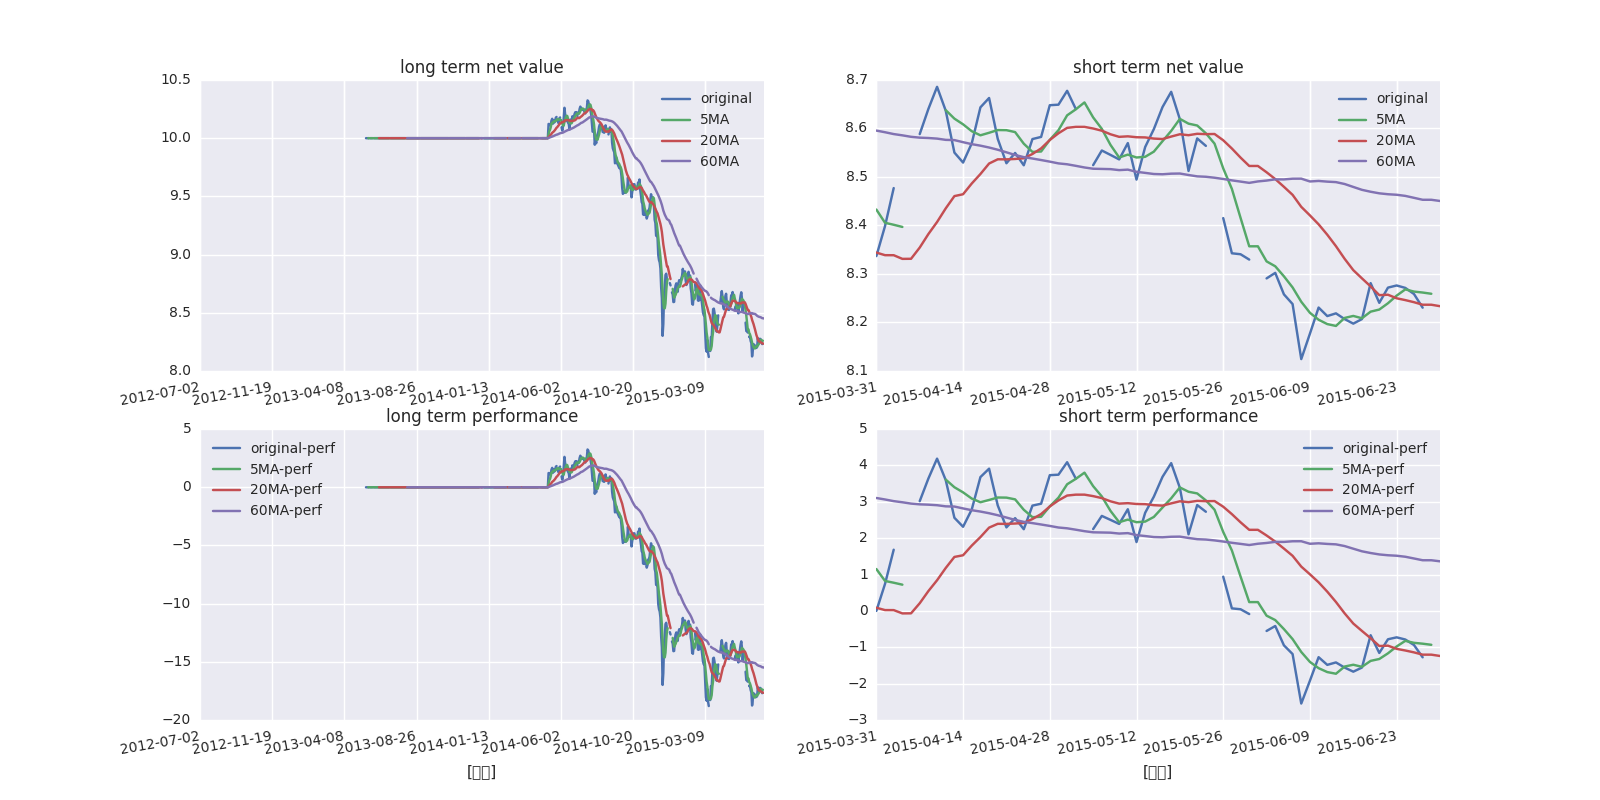 long term net value
10.5
10.0
9.5
9.0
8.5
8.0
original
5MA
20MA
60MA
2012-07-02
2012-11-19
2013-04-08
2013-08-26
2014-01-13
2014-06-02
2014-10-20
2015-03-09
short term net value
8.7
8.6
8.5
8.4
8.3
8.2
8.1
original
5MA
20MA
60MA
2015-03-31
2015-04-14
2015-04-28
2015-05-12
2015-05-26
2015-06-09
2015-06-23
long term performance
5
0
−5
−10
−15
−20
original-perf
5MA-perf
20MA-perf
60MA-perf
2012-07-02
2012-11-19
2013-04-08
2013-08-26
2014-01-13
2014-06-02
2014-10-20
2015-03-09
short term performance
5
4
3
2
1
0
−1
−2
−3
original-perf
5MA-perf
20MA-perf
60MA-perf
2015-03-31
2015-04-14
2015-04-28
2015-05-12
2015-05-26
2015-06-09
2015-06-23